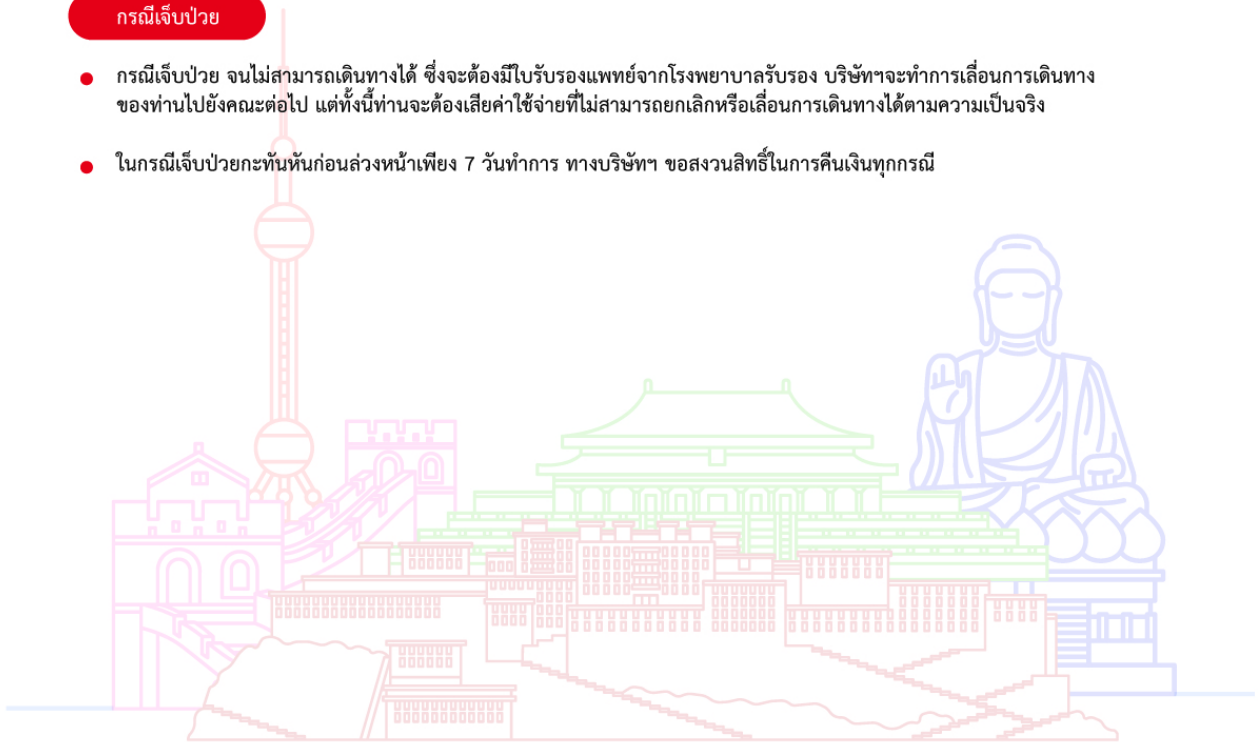 กรณีเจ็บป่วย
กรณีเจ็บป่วย จนไม่สามารถเดินทางได้ ซึ่งจะต้องมีใบรับรองแพทย์จากโรงพยาบาลรับรอง บริษัทฯจะทำการเลื่อนการเดินทาง
ของท่านไปยังคณะต่อไป แต่ทั้งนี้ท่านจะต้องเสียค่าใช้จ่ายที่ไม่สามารถยกเลิกหรือเลื่อนการเดินทางได้ตามความเป็นจริง
ในกรณีเจ็บป่วยกะทันหันก่อนล่วงหน้าเพียง 7 วันทำการ ทางบริษัทฯ ขอสงวนสิทธิ์ในการคืนเงินทุกกรณี